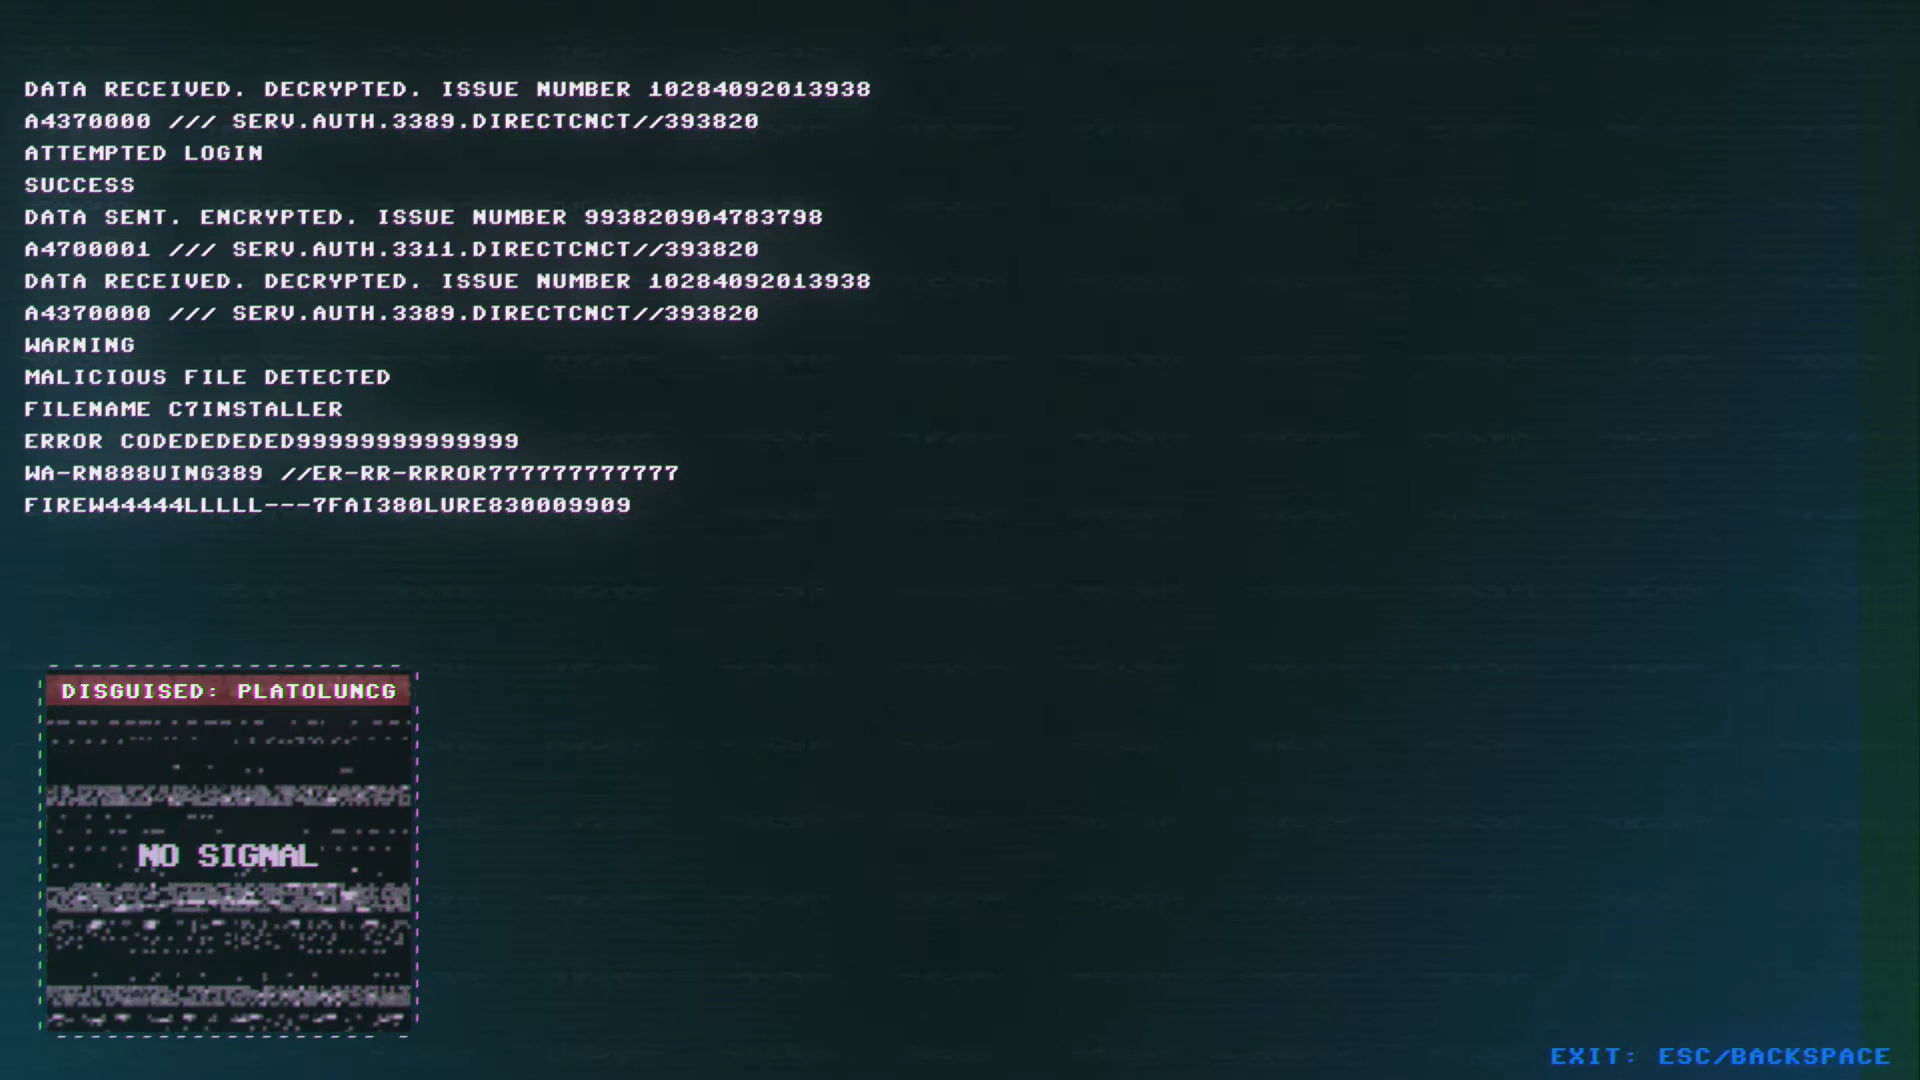 DATA RECEIVED. DECRYPTED. ISSUE NUMBER 10284092013938
A4370000 /// SERV.AUTH.3389.DIRECTCNCT//393820
ATTEMPTED LOGIN
SUCCESS
DATA SENT. ENCRYPTED. ISSUE NUMBER 993820904783798
A4700001 /// SERV.AUTH.3311.DIRECTCNCT//393820
DATA RECEIVED. DECRYPTED. ISSUE NUMBER 10284092013938
A4370000 /// SERV.AUTH.3389.DIRECTCNCT//393820
WARNING
MALICIOUS FILE DETECTED
FILENAME C7INSTALLER
ERROR CODEDEDEDED99999999999999
WA-RN888UING389 //ER-RR-RRROR777777777777
FIREW44444LLLLL---7FAI380LURE830009909
DISGUISED: PLATOLUNCG
NO SIGNAL
EXIT: ESC/BACKSPACE